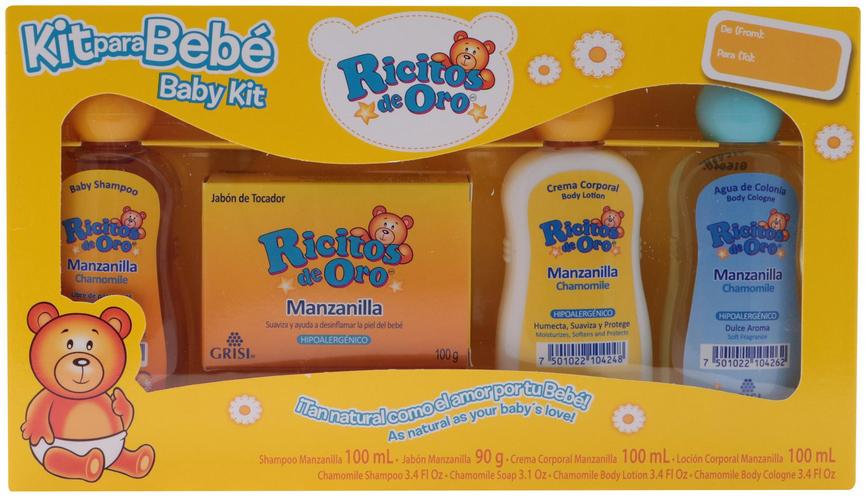 Kit para Bebé
Baby Kit
Ricitos
de Oro
De (From):
Para (To):
Baby Shampoo
Ricitos
de Oro
Manzanilla
Chamomile
Jabón de Tocador
Ricitos
de Oro
Manzanilla
Suaviza y ayuda a desinflamar la piel del bebé
HIPOALERGÉNICO
GRISI
100 g
Crema Corporal
Body Lotion
Ricitos
de Oro
Manzanilla
Chamomile
HIPOALERGÉNICO
Humecta, Suaviza y Protege
Moisturizes, Softens and Protects
7 501022 104248
Agua de Colonia
Body Cologne
Ricitos
de Oro
Manzanilla
Chamomile
HIPOALERGÉNICO
Dulce Aroma
Soft Fragrance
7 501022 104262
GRISI
¡Tan natural como el amor por tu Bebé!
As natural as your baby's love!
Shampoo Manzanilla 100 mL • Jabón Manzanilla 90 g • Crema Corporal Manzanilla 100 mL • Loción Corporal Manzanilla 100 mL
Chamomile Shampoo 3.4 Fl Oz • Chamomile Soap 3.1 Oz • Chamomile Body Lotion 3.4 Fl Oz • Chamomile Body Cologne 3.4 Fl Oz